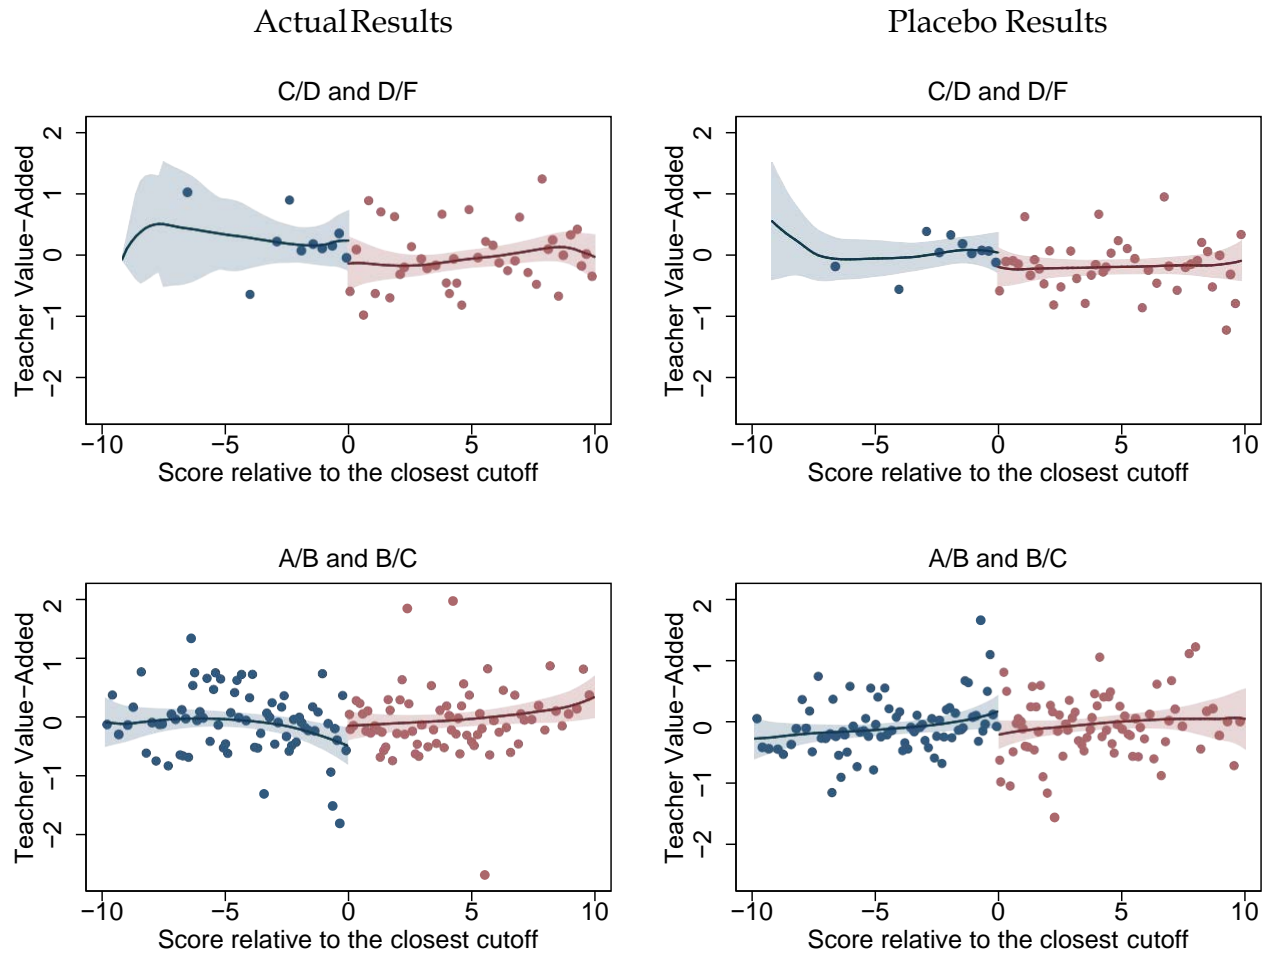 Actual Results
Placebo Results
C/D and D/F
Teacher Value−Added
2
1
0
−1
−2
−10
−5
0
5
10
Score relative to the closest cutoff
C/D and D/F
Teacher Value−Added
2
1
0
−1
−2
−10
−5
0
5
10
Score relative to the closest cutoff
A/B and B/C
Teacher Value−Added
2
1
0
−1
−2
−10
−5
0
5
10
Score relative to the closest cutoff
A/B and B/C
Teacher Value−Added
2
1
0
−1
−2
−10
−5
0
5
10
Score relative to the closest cutoff